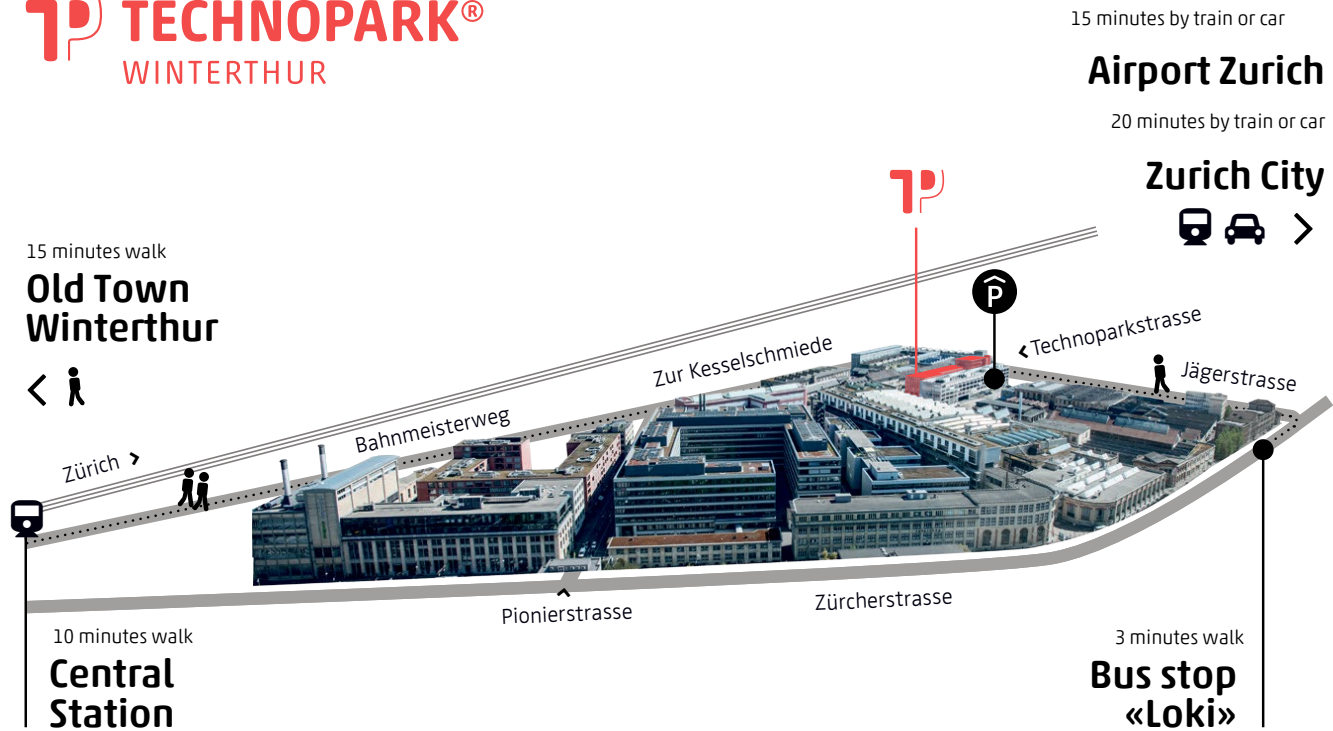 TECHNOPARK®
WINTERTHUR
15 minutes by train or car
Airport Zurich
20 minutes by train or car
Zurich City
15 minutes walk
Old Town
Winterthur
P
Technoparkstrasse
Zur Kesselschmiede
Jägerstrasse
Bahnmeisterweg
Zürich
Pionierstrasse
Zürcherstrasse
10 minutes walk
Central
Station
3 minutes walk
Bus stop
«Loki»